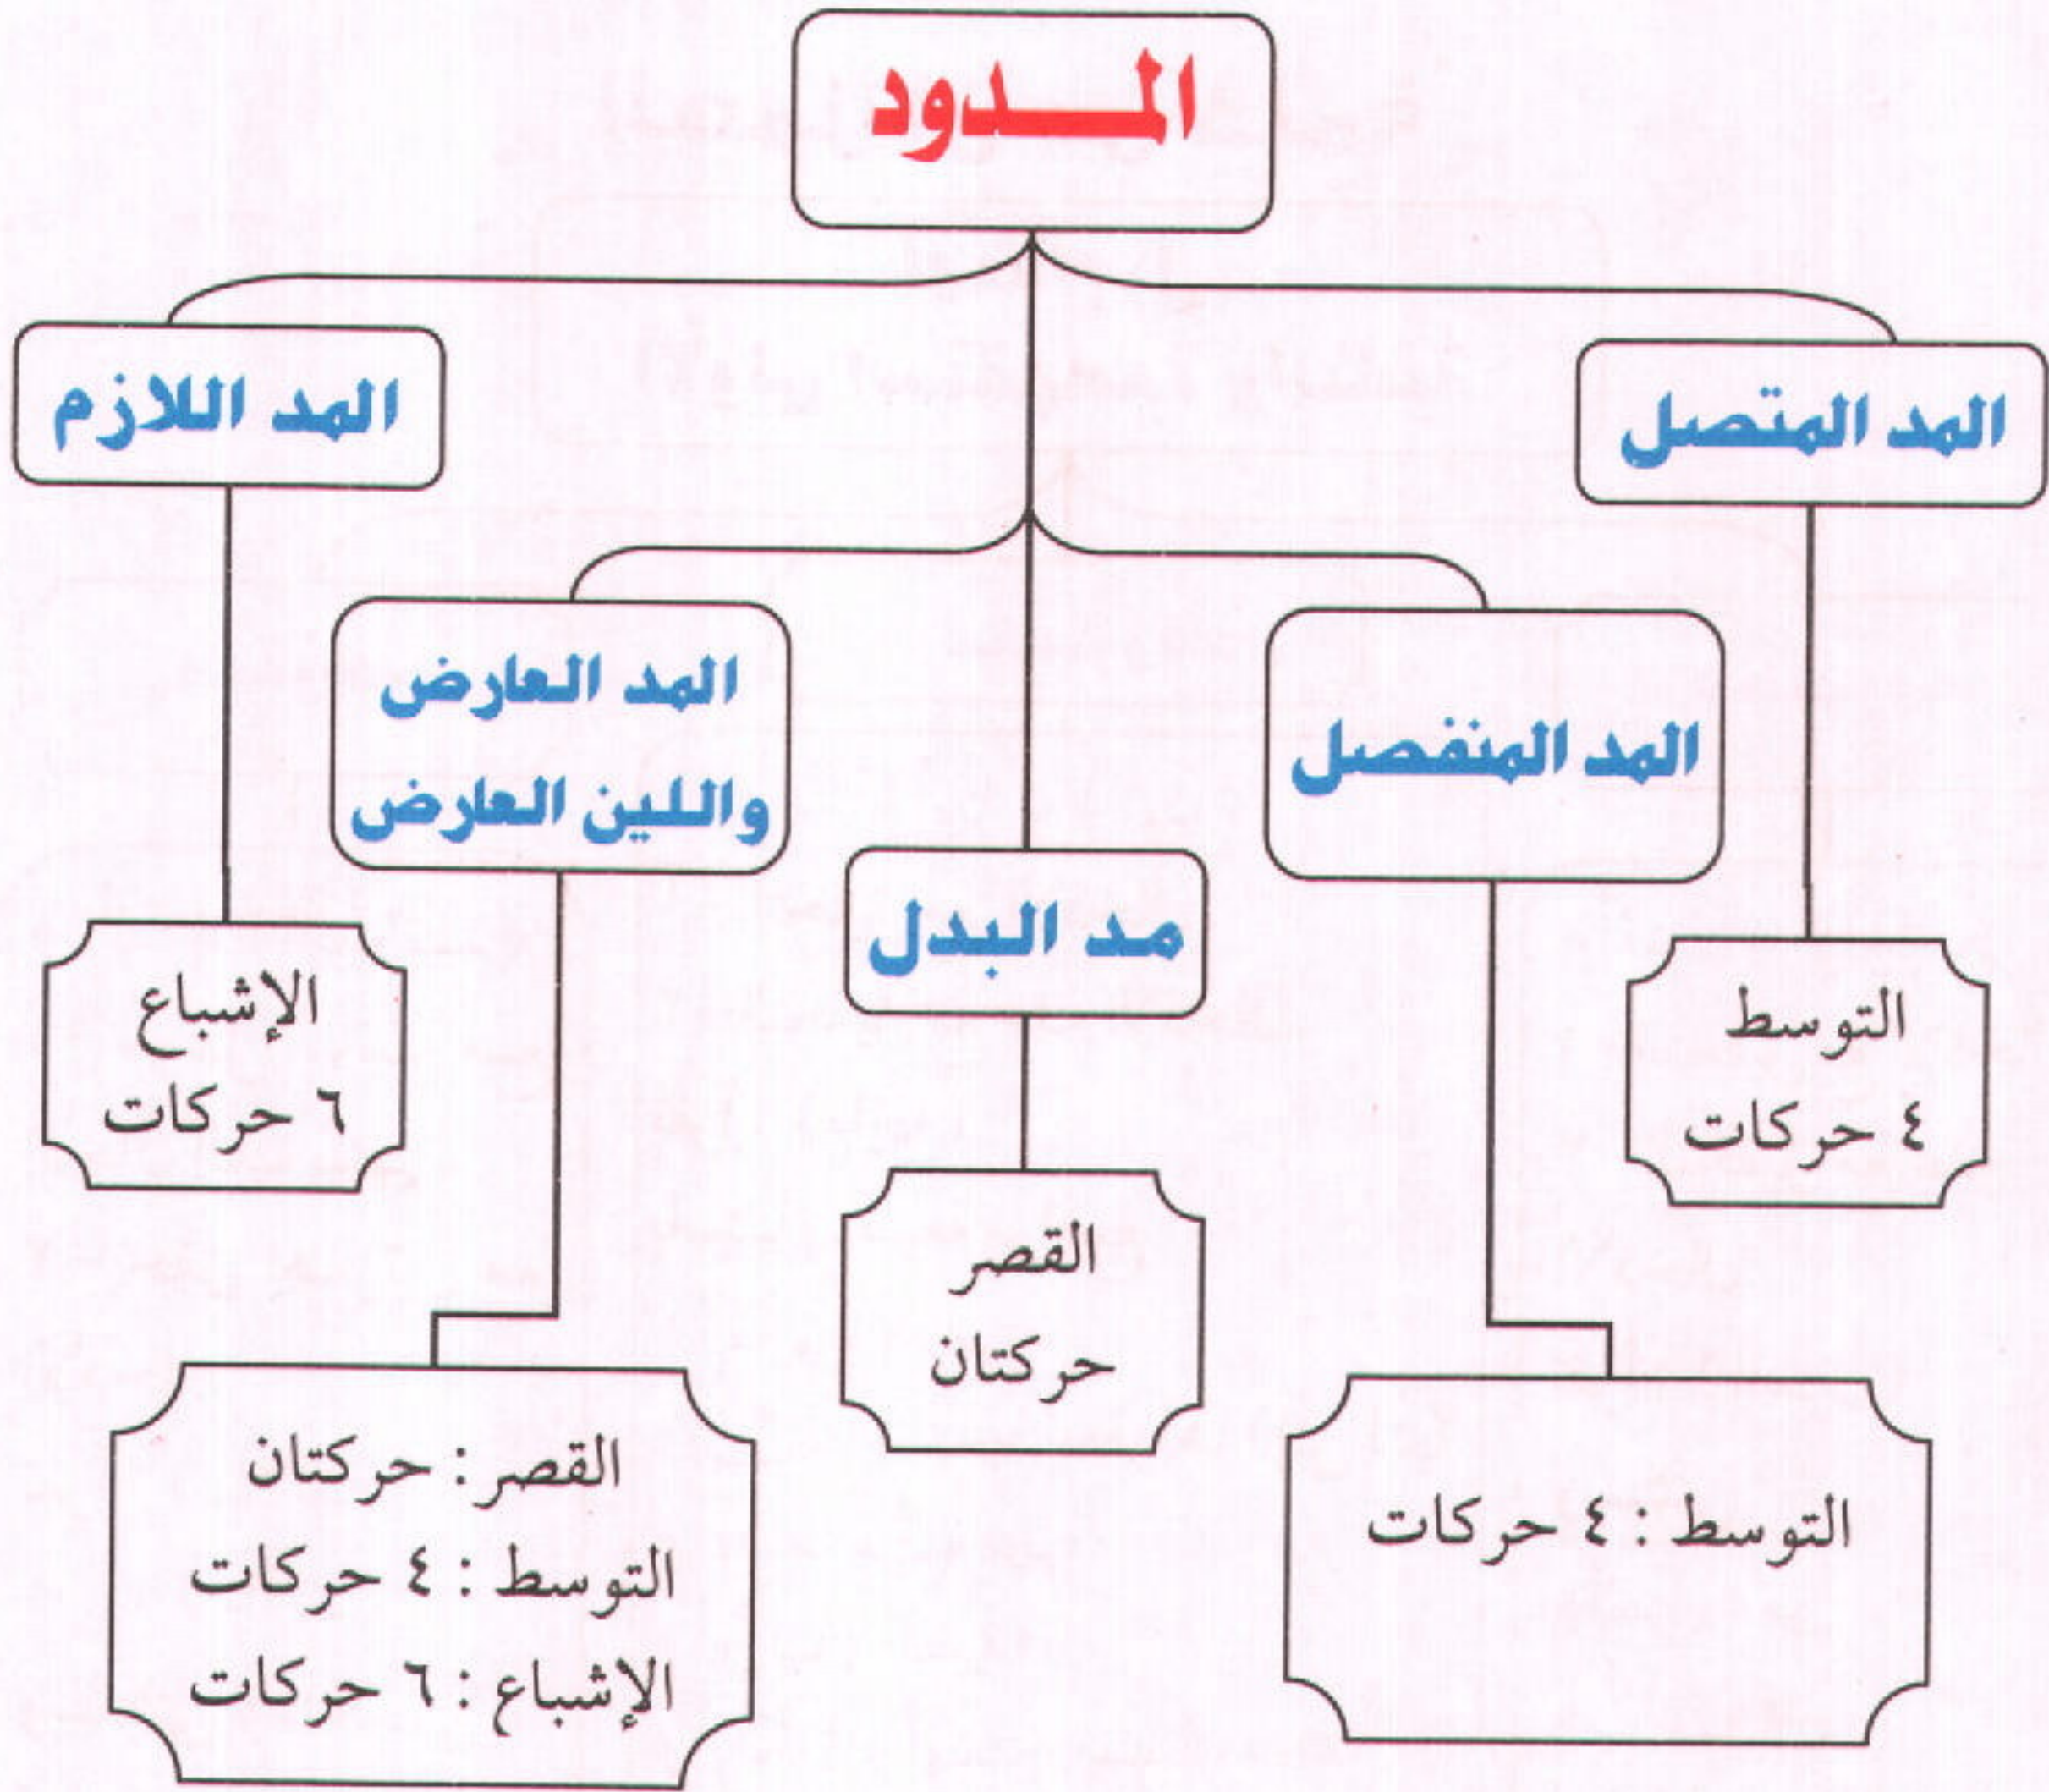 المــدود
المد المتصل
المد اللازم
المد المنفصل
المد العارض
واللين العارض
مد البدل
التوسط
٤ حركات
الإشباع
٦ حركات
القصر
حركتان
التوسط : ٤ حركات
القصر : حركتان
التوسط : ٤ حركات
الإشباع : ٦ حركات